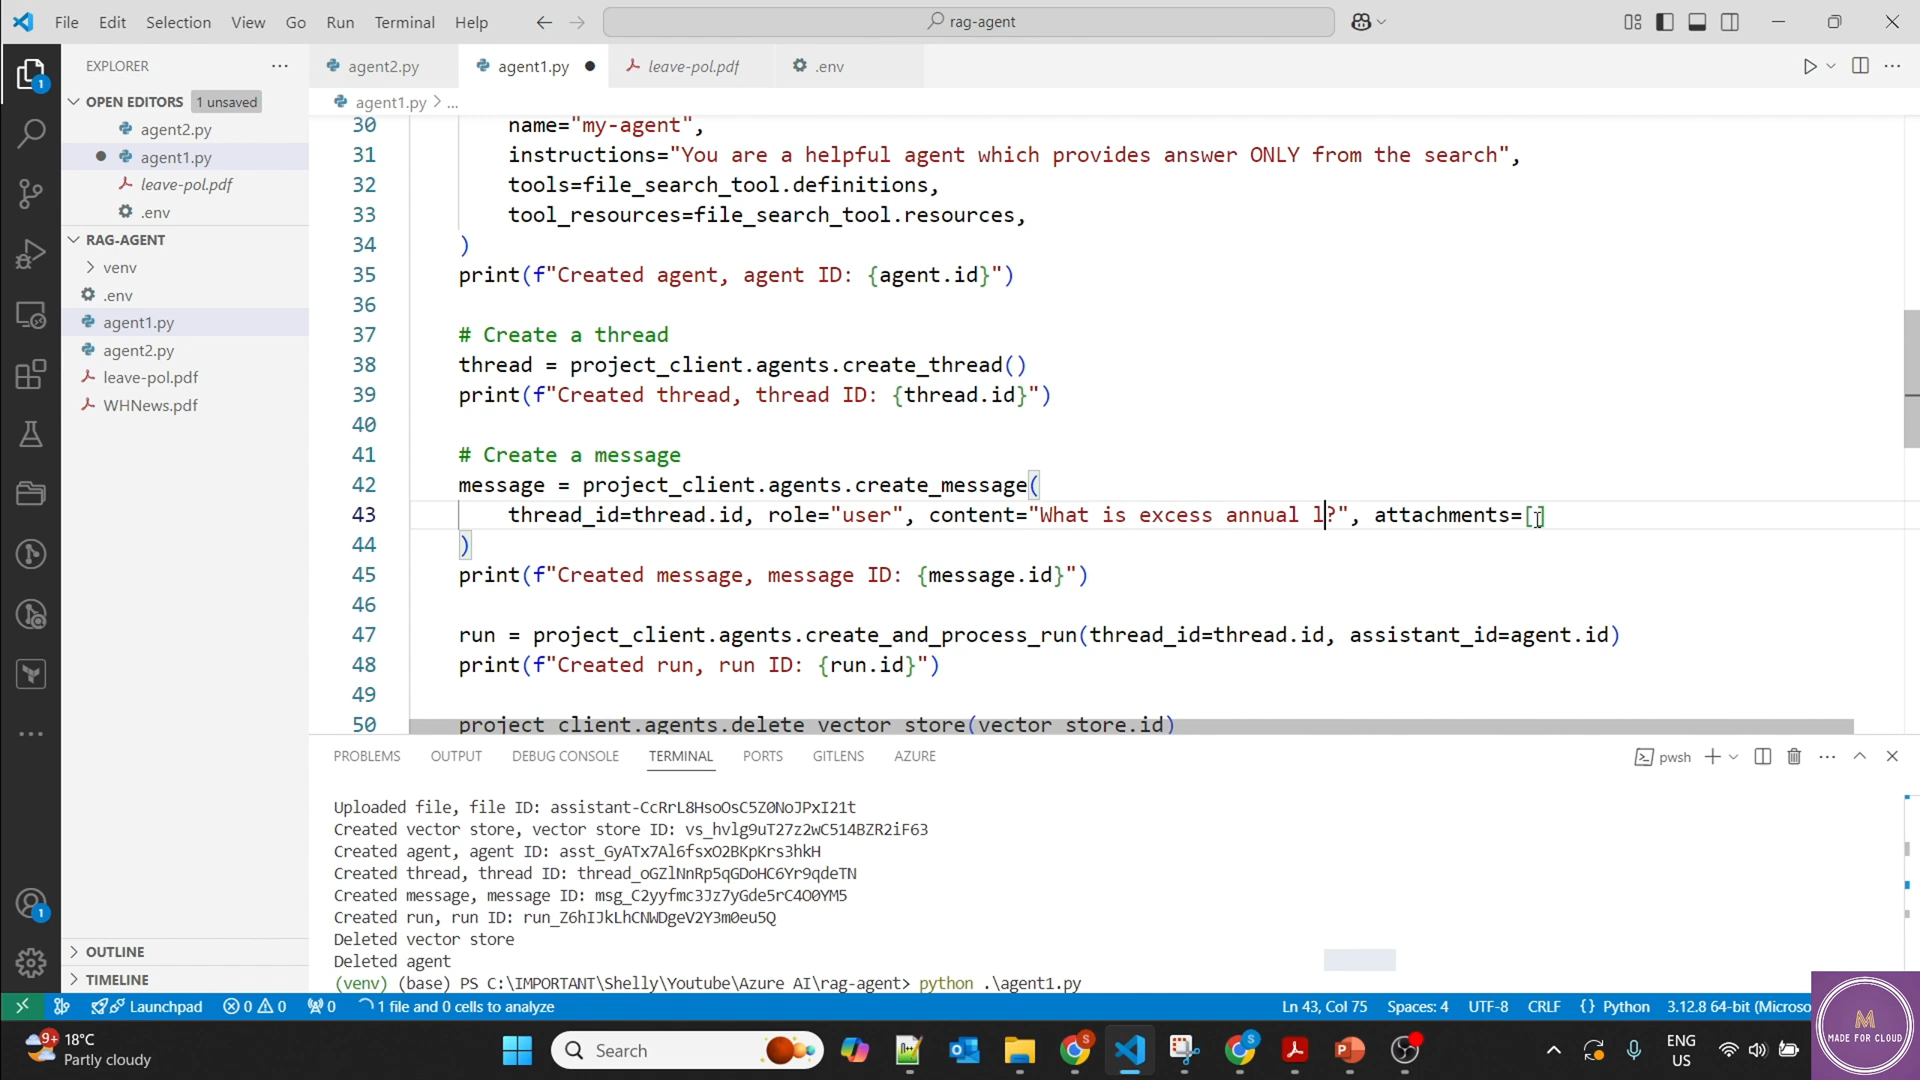 File Edit Selection View Go Run Terminal Help
rag-agent
EXPLORER
agent2.py
agent1.py
leave-pol.pdf
.env
OPEN EDITORS 1 unsaved
agent1.py > ...
agent2.py
agent1.py
leave-pol.pdf
.env
RAG-AGENT
venv
.env
agent1.py
agent2.py
leave-pol.pdf
WHNews.pdf
OUTLINE
TIMELINE
30 name="my-agent",
31 instructions="You are a helpful agent which provides answer ONLY from the search",
32 tools=file_search_tool.definitions,
33 tool_resources=file_search_tool.resources,
34 )
35 print(f"Created agent, agent ID: {agent.id}")
36
37 # Create a thread
38 thread = project_client.agents.create_thread()
39 print(f"Created thread, thread ID: {thread.id}")
40
41 # Create a message
42 message = project_client.agents.create_message(
43 thread_id=thread.id, role="user", content="What is excess annual l?", attachments=[]
44 )
45 print(f"Created message, message ID: {message.id}")
46
47 run = project_client.agents.create_and_process_run(thread_id=thread.id, assistant_id=agent.id)
48 print(f"Created run, run ID: {run.id}")
49
50 project_client.agents.delete_vector_store(vector_store.id)
PROBLEMS OUTPUT DEBUG CONSOLE TERMINAL PORTS GITLENS AZURE
pwsh
Uploaded file, file ID: assistant-CcRrL8HsoOsC5Z0NoJPxI21t
Created vector store, vector store ID: vs_hvlg9uT27z2wC514BZR2iF63
Created agent, agent ID: asst_GyATx7Al6fsxO2BKpKrs3hkH
Created thread, thread ID: thread_oGZlNnRp5qGDoHC6Yr9qdeTN
Created message, message ID: msg_C2yyfmc3Jz7yGde5rC4O0YM5
Created run, run ID: run_Z6hIJkLhCNWDgeV2Y3m0eu5Q
Deleted vector store
Deleted agent
(venv) (base) PS C:\IMPORTANT\Shelly\Youtube\Azure AI\rag-agent> python .\agent1.py
Launchpad 0 0 0 1 file and 0 cells to analyze
Ln 43, Col 75 Spaces: 4 UTF-8 CRLF {} Python 3.12.8 64-bit (Microso
9+ 18°C
Partly cloudy
Search
ENG
US
M
MADE FOR CLOUD